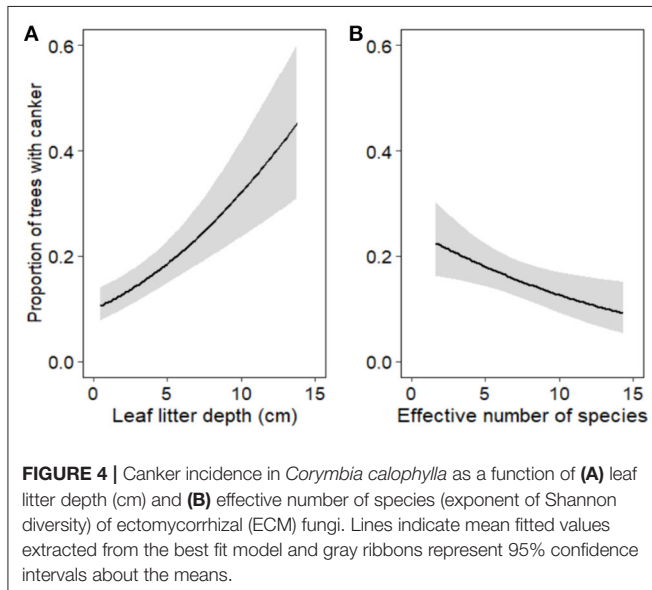 A
B
Proportion of trees with canker
0.6
0.4
0.2
0.0
0 5 10 15
Leaf litter depth (cm)
0.6
0.4
0.2
0.0
0 5 10 15
Effective number of species
FIGURE 4 | Canker incidence in Corymbia calophylla as a function of (A) leaf
litter depth (cm) and (B) effective number of species (exponent of Shannon
diversity) of ectomycorrhizal (ECM) fungi. Lines indicate mean fitted values
extracted from the best fit model and gray ribbons represent 95% confidence
intervals about the means.